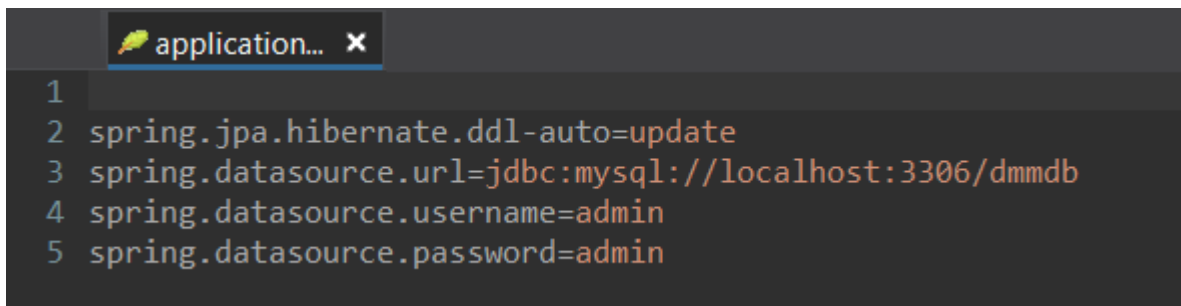 application...
1
2 spring.jpa.hibernate.ddl-auto=update
3 spring.datasource.url=jdbc:mysql://localhost:3306/dmmdb
4 spring.datasource.username=admin
5 spring.datasource.password=admin